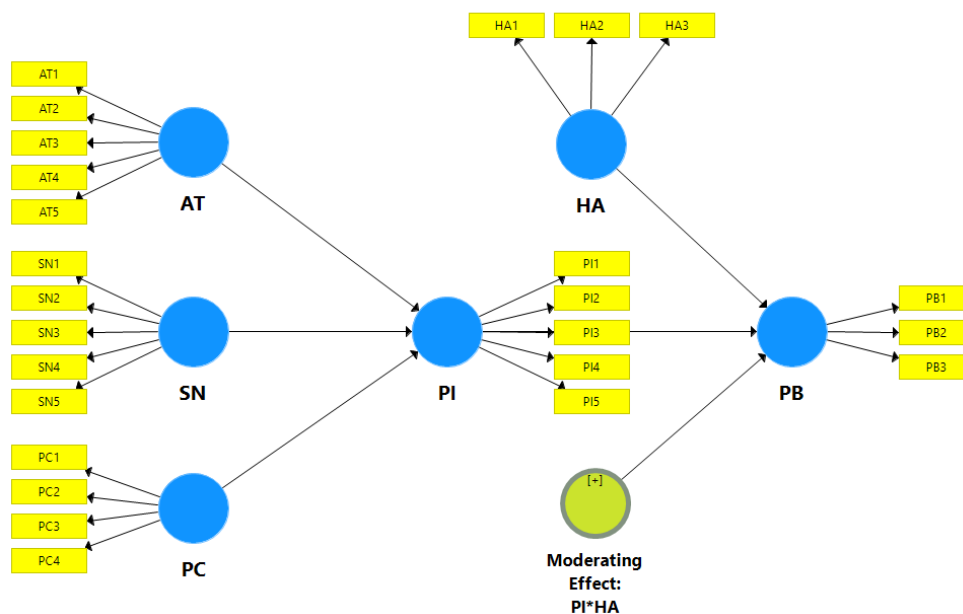 HA1
HA2
HA3
AT1
AT2
AT3
AT4
AT5
AT
HA
SN1
SN2
SN3
SN4
SN5
SN
PI1
PI2
PI3
PI4
PI5
PI
PB1
PB2
PB3
PB
PC1
PC2
PC3
PC4
PC
[+]
Moderating
Effect:
PI*HA